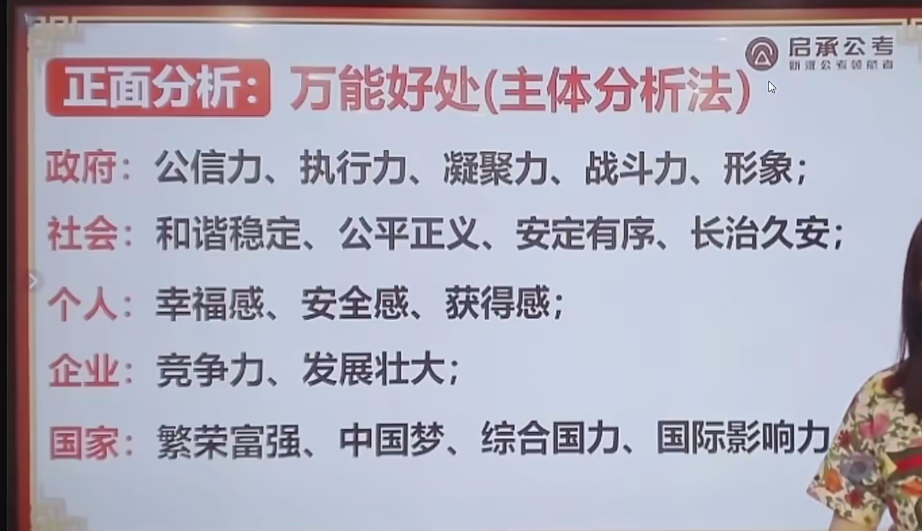 启承公考
新派公考领航者
正面分析：万能好处(主体分析法)
政府：公信力、执行力、凝聚力、战斗力、形象；
社会：和谐稳定、公平正义、安定有序、长治久安；
个人：幸福感、安全感、获得感；
企业：竞争力、发展壮大；
国家：繁荣富强、中国梦、综合国力、国际影响力